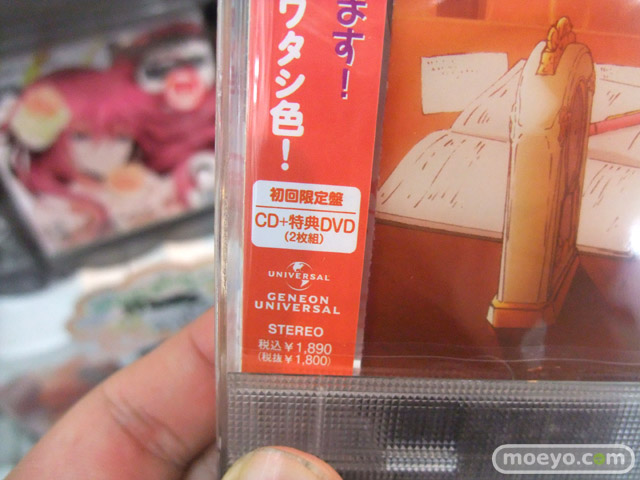 ます!
ワタシ色!
初回限定盤
CD+特典DVD
(2枚組)
UNIVERSAL
GENEON
UNIVERSAL
STEREO
税込¥1,890
(税抜¥1,800)
moeyo.com